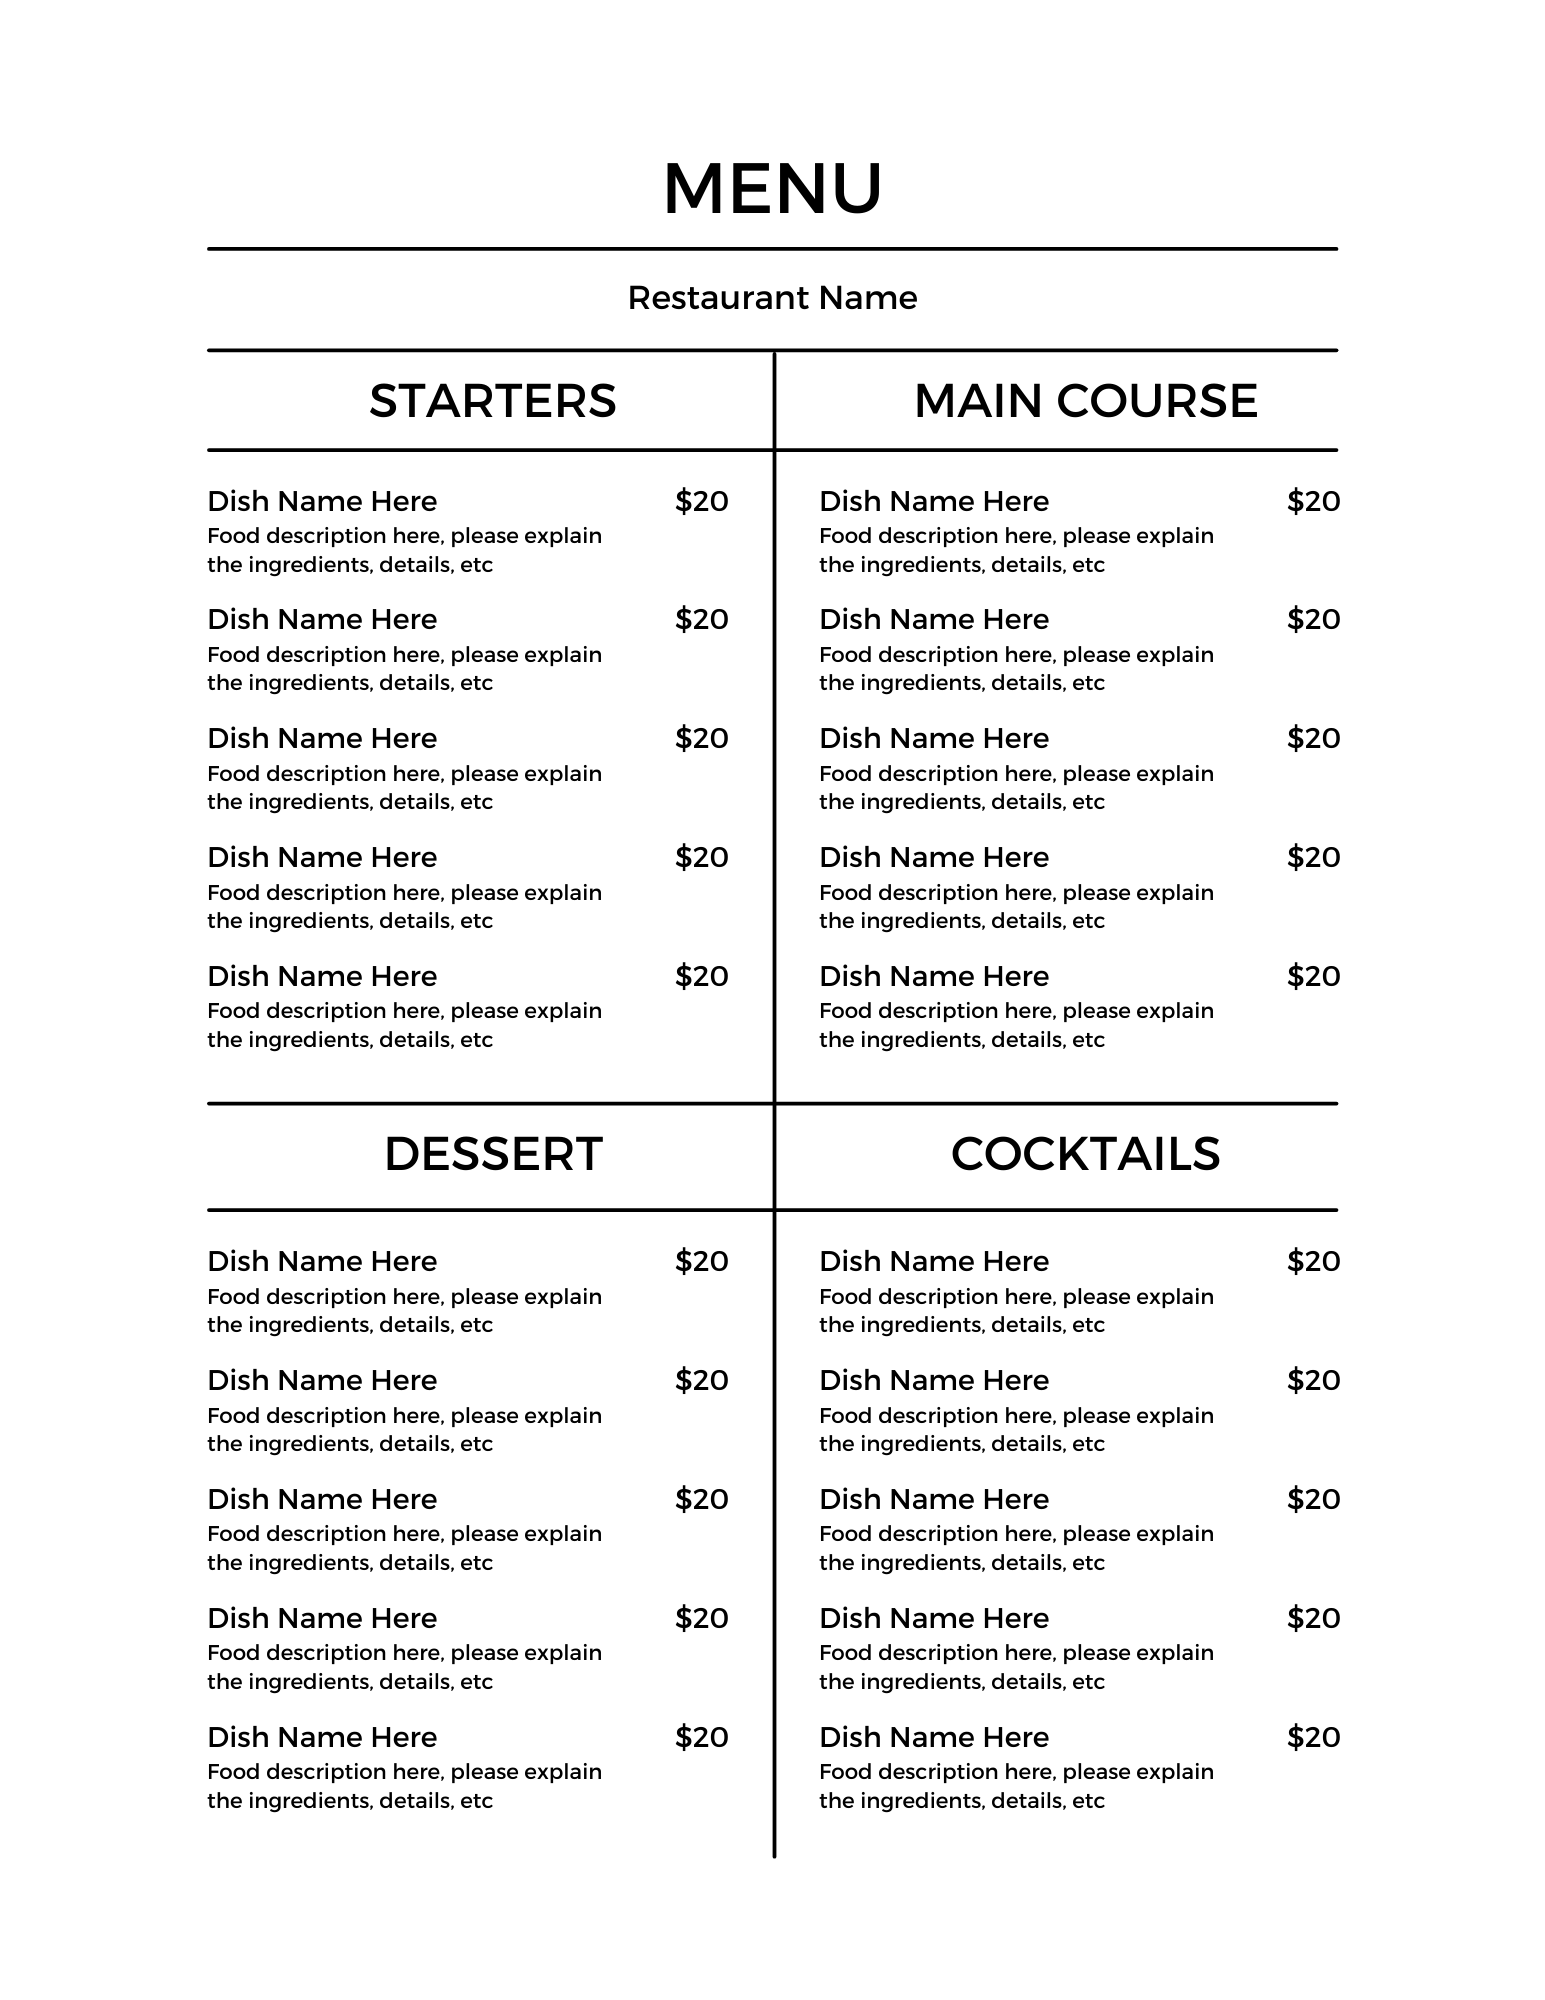 MENU
Restaurant Name
STARTERS
Dish Name Here $20
Food description here, please explain
the ingredients, details, etc
Dish Name Here $20
Food description here, please explain
the ingredients, details, etc
Dish Name Here $20
Food description here, please explain
the ingredients, details, etc
Dish Name Here $20
Food description here, please explain
the ingredients, details, etc
Dish Name Here $20
Food description here, please explain
the ingredients, details, etc
MAIN COURSE
Dish Name Here $20
Food description here, please explain
the ingredients, details, etc
Dish Name Here $20
Food description here, please explain
the ingredients, details, etc
Dish Name Here $20
Food description here, please explain
the ingredients, details, etc
Dish Name Here $20
Food description here, please explain
the ingredients, details, etc
Dish Name Here $20
Food description here, please explain
the ingredients, details, etc
DESSERT
Dish Name Here $20
Food description here, please explain
the ingredients, details, etc
Dish Name Here $20
Food description here, please explain
the ingredients, details, etc
Dish Name Here $20
Food description here, please explain
the ingredients, details, etc
Dish Name Here $20
Food description here, please explain
the ingredients, details, etc
Dish Name Here $20
Food description here, please explain
the ingredients, details, etc
COCKTAILS
Dish Name Here $20
Food description here, please explain
the ingredients, details, etc
Dish Name Here $20
Food description here, please explain
the ingredients, details, etc
Dish Name Here $20
Food description here, please explain
the ingredients, details, etc
Dish Name Here $20
Food description here, please explain
the ingredients, details, etc
Dish Name Here $20
Food description here, please explain
the ingredients, details, etc